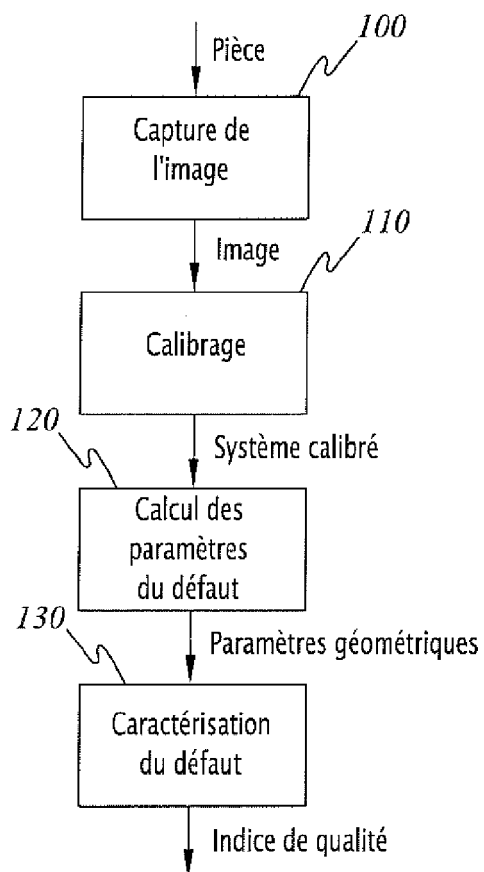 100
Pièce
Capture de
l'image
110
Image
Calibrage
120
Système calibré
Calcul des
paramètres
du défaut
130
Paramètres géométriques
Caractérisation
du défaut
Indice de qualité